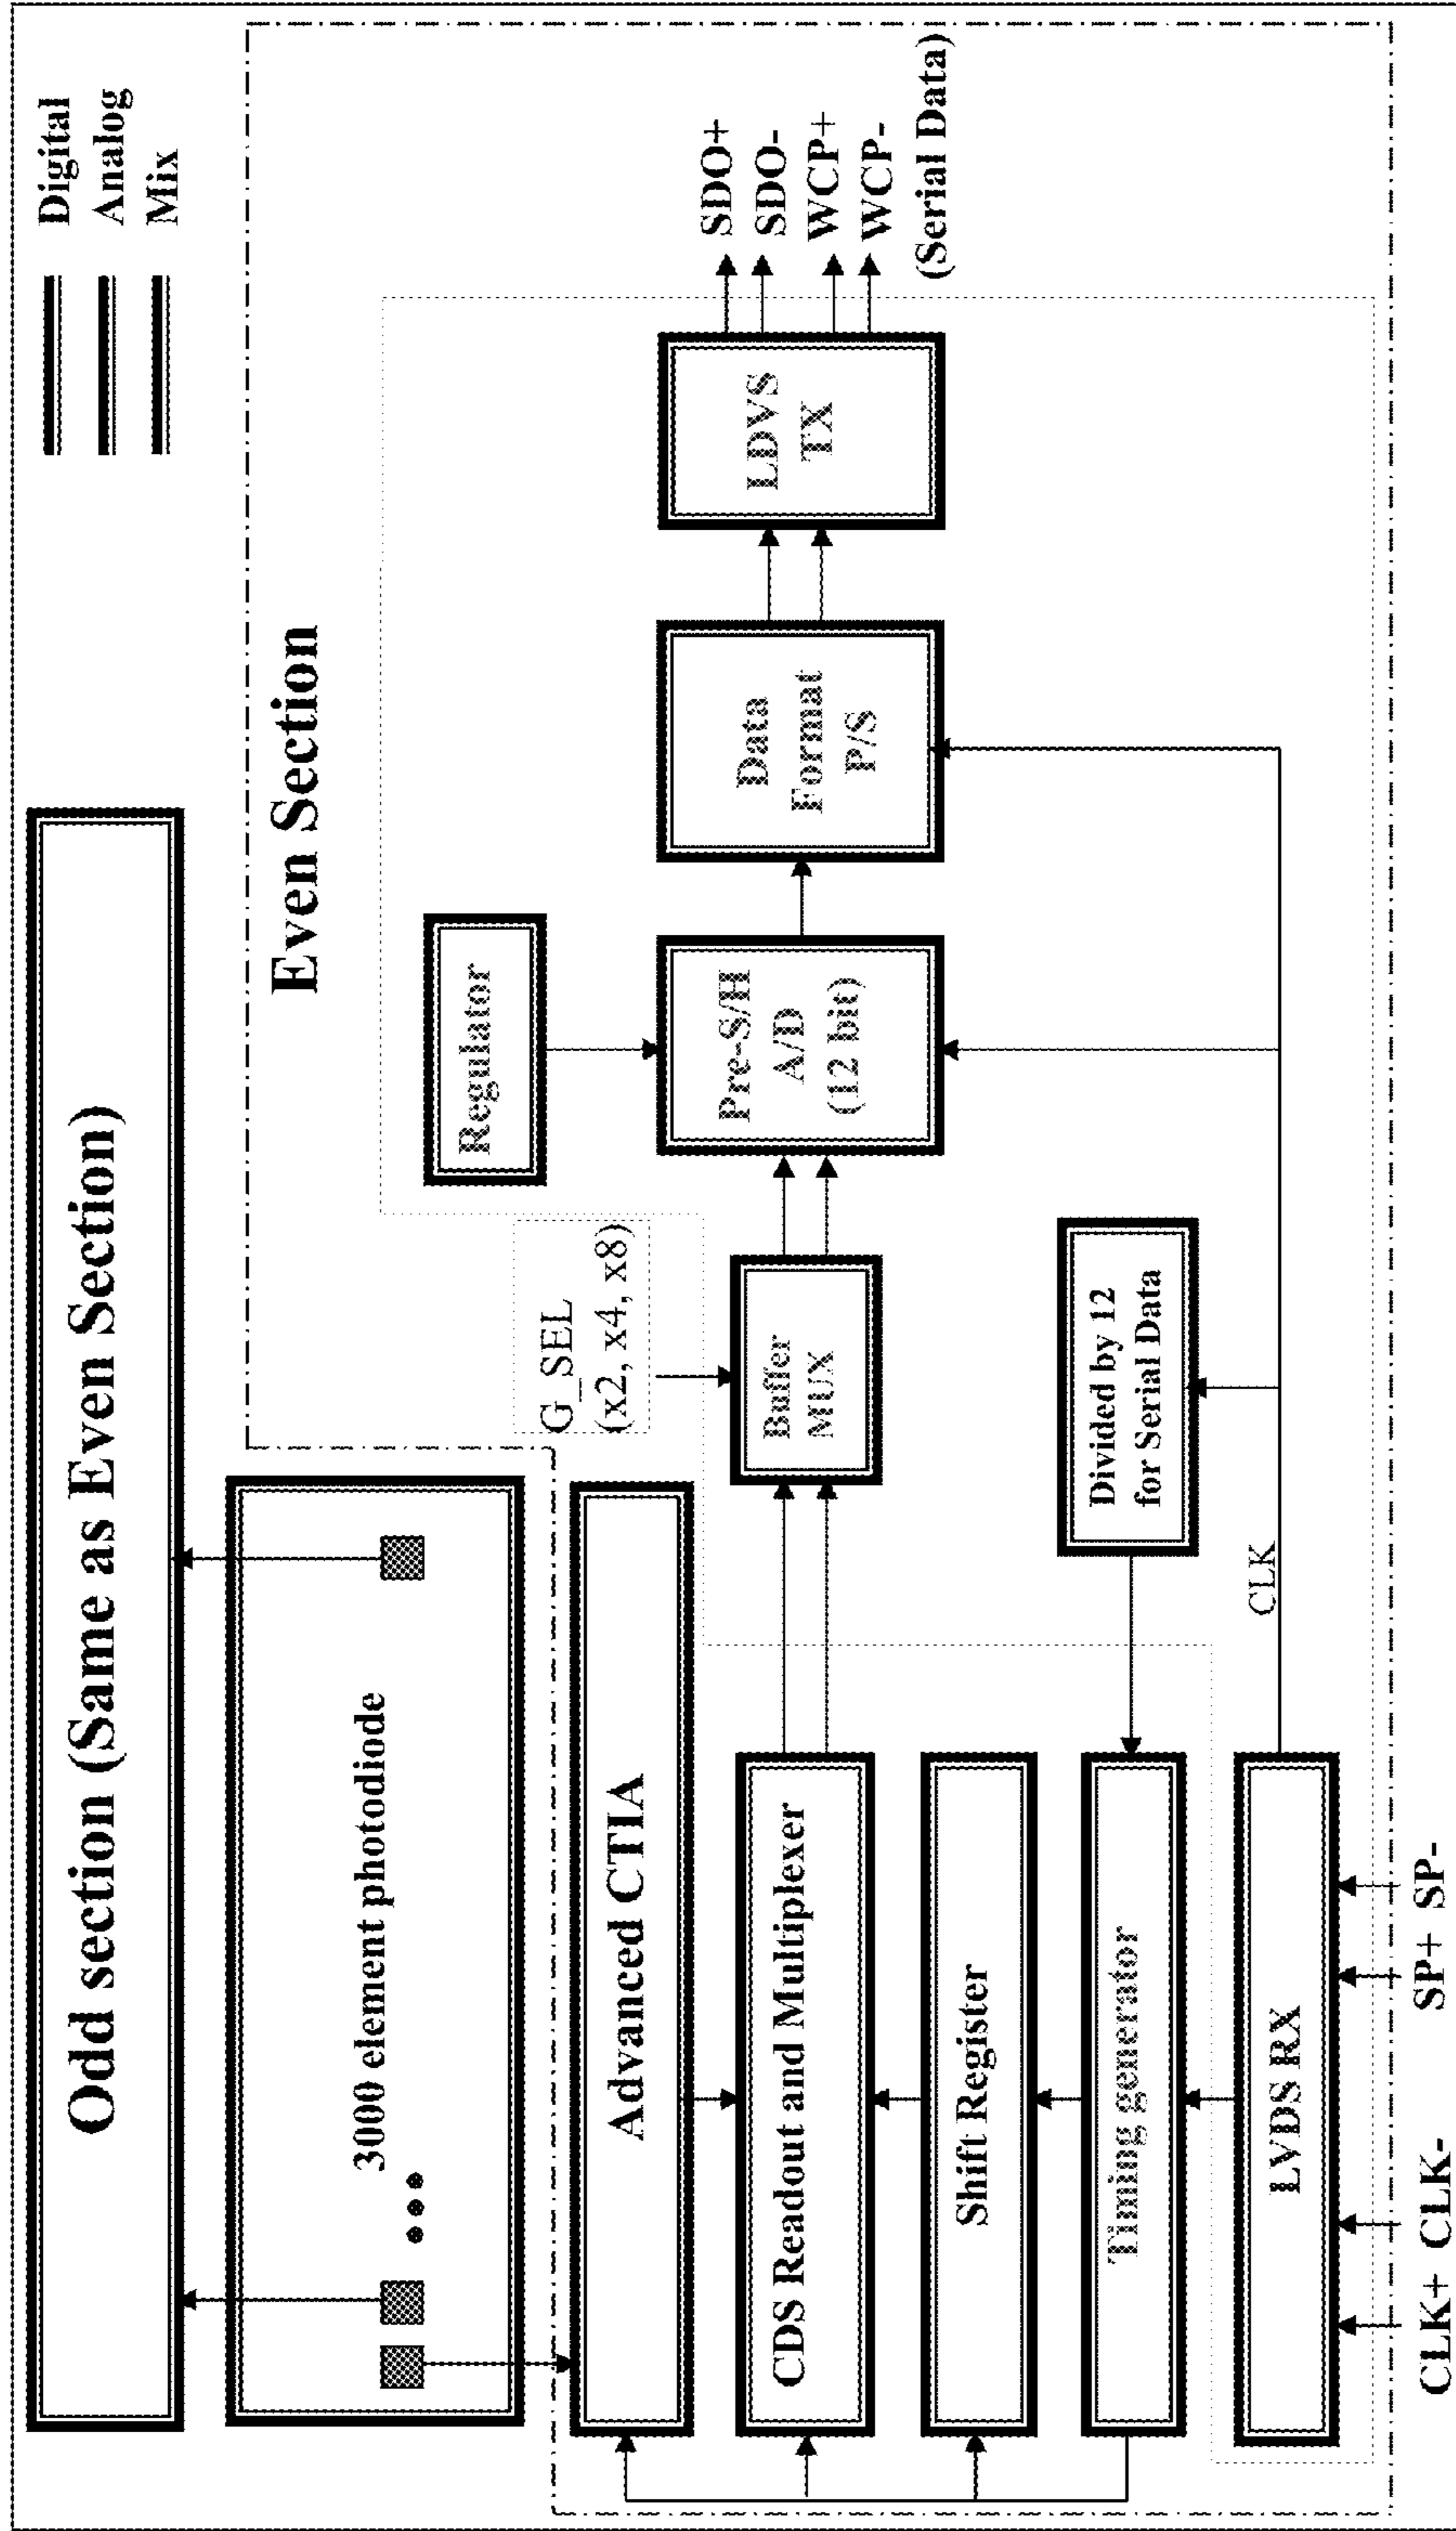 Odd section (Same as Even Section)
Digital
Analog
Mix
3000 element photodiode
Even Section
Advanced CTIA
G_SEL
(x2, x4, x8)
Regulator
CDS Readout and Multiplexer
Buffer
MUX
Pre-S/H
A/D
(12 bit)
Data
Format
P/S
LDVS
TX
SDO+
SDO-
WCP+
WCP-
(Serial Data)
Shift Register
Timing generator
Divided by 12
for Serial Data
LVDS RX
CLK
CLK+ CLK- SP+ SP-